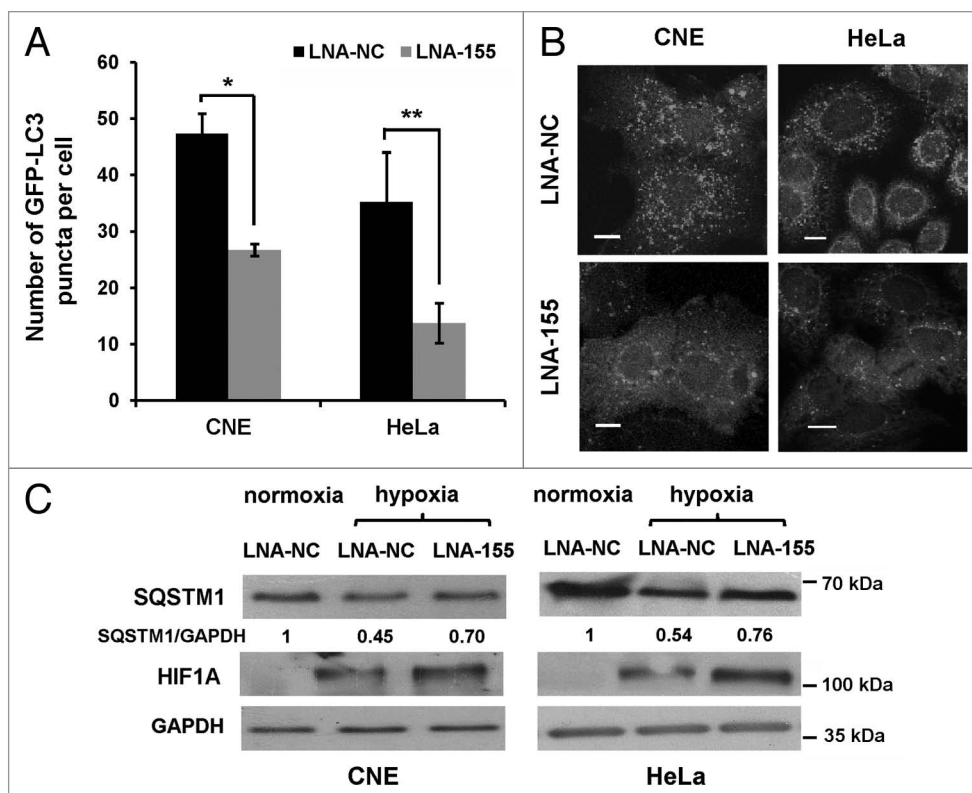 A
LNA-NC LNA-155
Number of GFP-LC3
puncta per cell
60
50
40
30
20
10
0
*
**
CNE HeLa
B
CNE HeLa
LNA-NC
LNA-155
C
normoxia hypoxia normoxia hypoxia
LNA-NC LNA-NC LNA-155 LNA-NC LNA-NC LNA-155
SQSTM1 70 kDa
SQSTM1/GAPDH 1 0.45 0.70 1 0.54 0.76
HIF1A 100 kDa
GAPDH 35 kDa
CNE HeLa